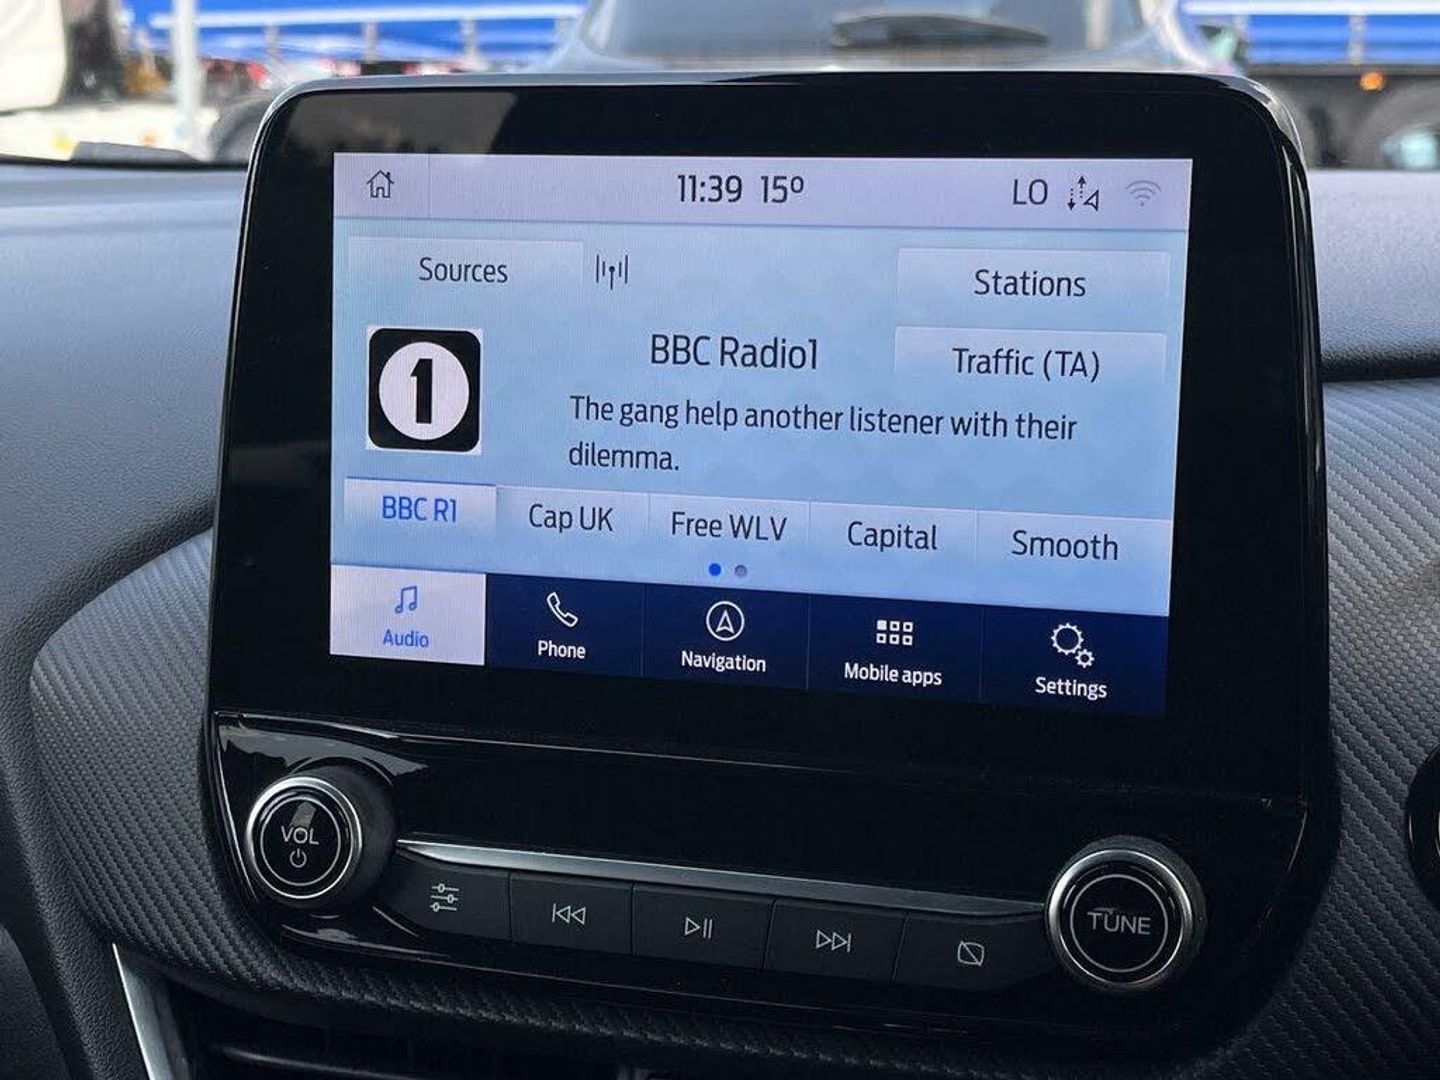 11:39 15° LO
Sources
Stations
1
BBC Radio1
Traffic (TA)
The gang help another listener with their
dilemma.
BBC R1 Cap UK Free WLV Capital Smooth
Audio Phone Navigation Mobile apps Settings
VOL
TUNE